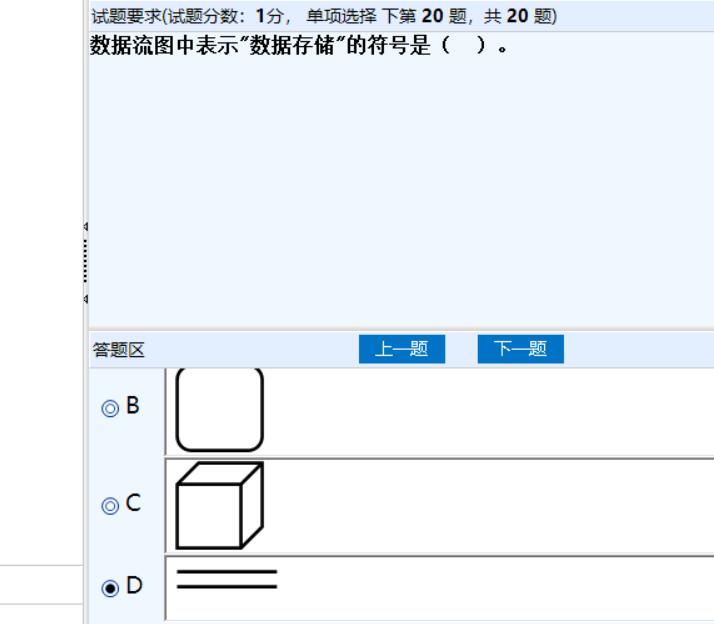 试题要求(试题分数：1分， 单项选择 下第 20 题，共 20 题)
数据流图中表示"数据存储"的符号是（ ）。
答题区
上一题 下一题
B
C
D